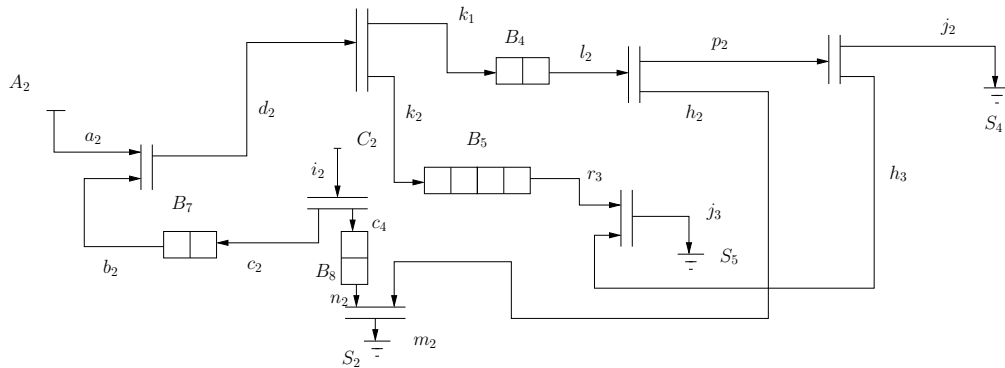 k₁
j₂
B₄
p₂
l₂
A₂
d₂
k₂
h₂
S₄
a₂
C₂
B₅
i₂
r₃
h₃
B₇
c₄
j₃
b₂
c₂
B₈
S₅
n₂
m₂
S₂